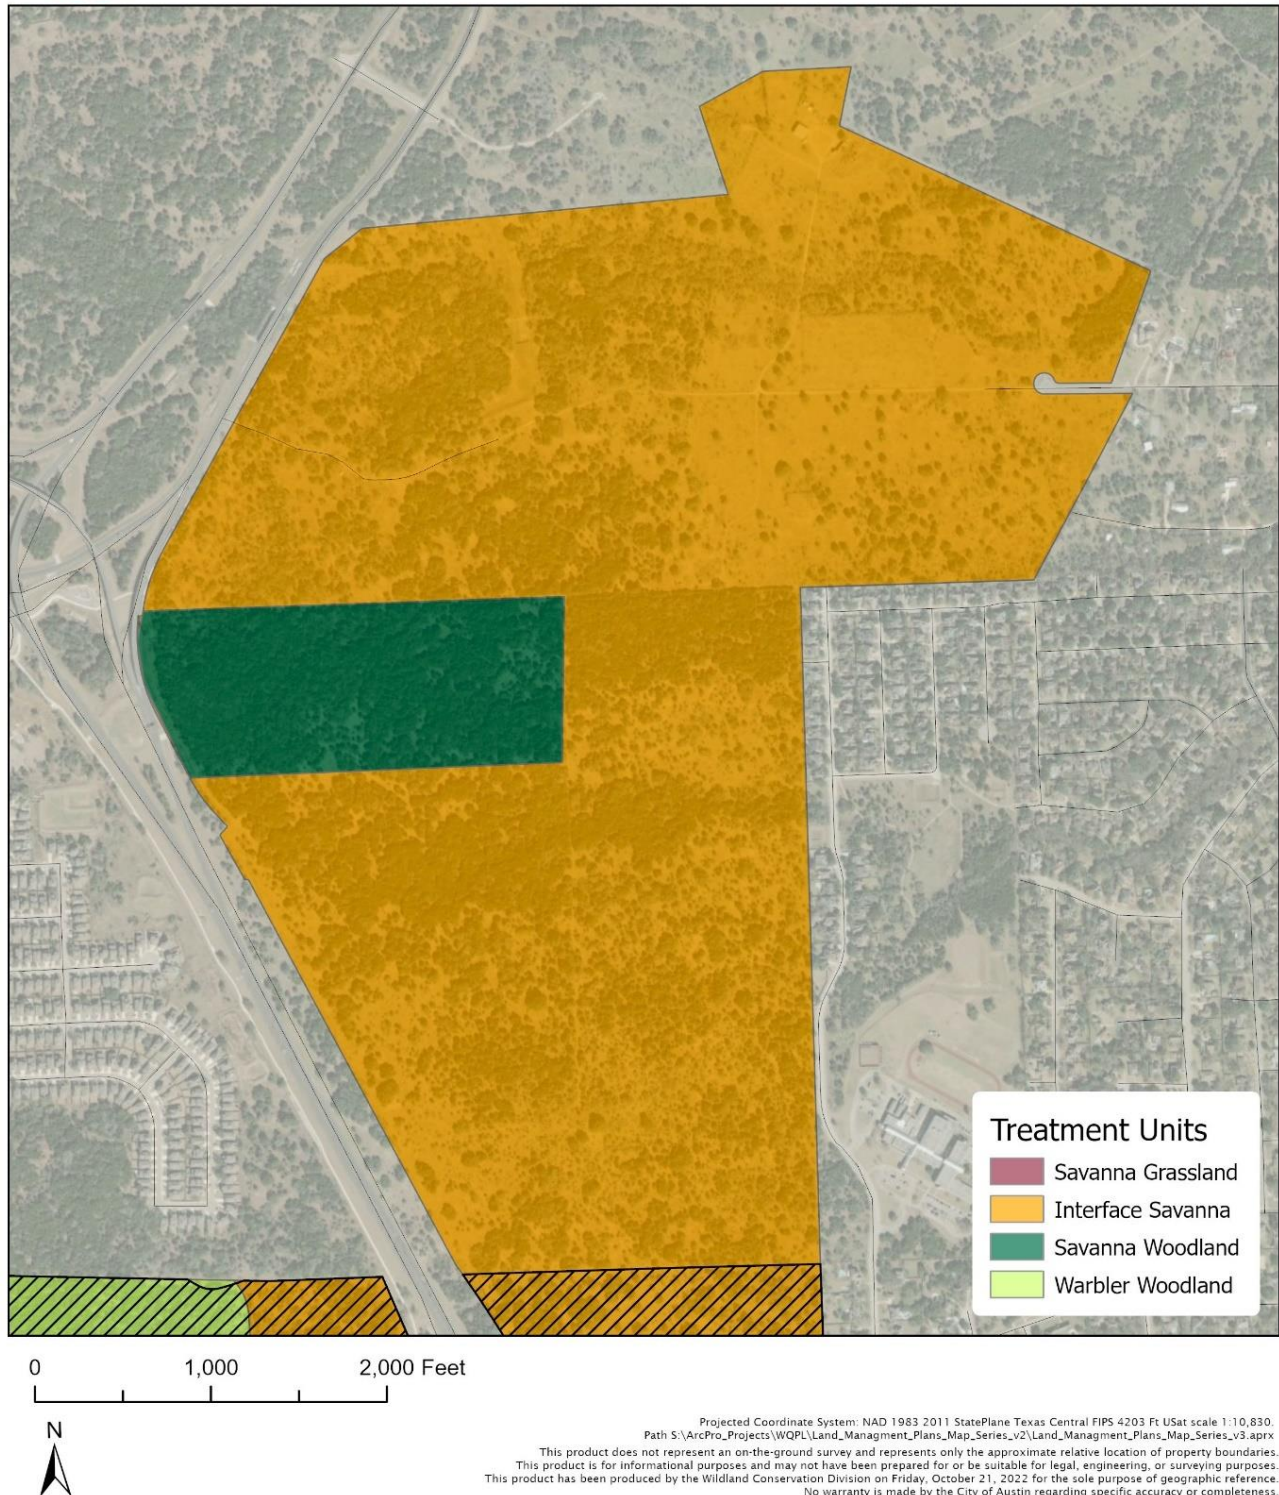 Treatment Units
Savanna Grassland
Interface Savanna
Savanna Woodland
Warbler Woodland
0 1,000 2,000 Feet
N
Projected Coordinate System: NAD 1983 2011 StatePlane Texas Central FIPS 4203 Ft USat scale 1:10,830.
Path S:\ArcPro_Projects\WQPL\Land_Managment_Plans_Map_Series_v2\Land_Managment_Plans_Map_Series_v3.aprx
This product does not represent an on-the-ground survey and represents only the approximate relative location of property boundaries.
This product is for informational purposes and may not have been prepared for or be suitable for legal, engineering, or surveying purposes.
This product has been produced by the Wildland Conservation Division on Friday, October 21, 2022 for the sole purpose of geographic reference.
No warranty is made by the City of Austin regarding specific accuracy or completeness.